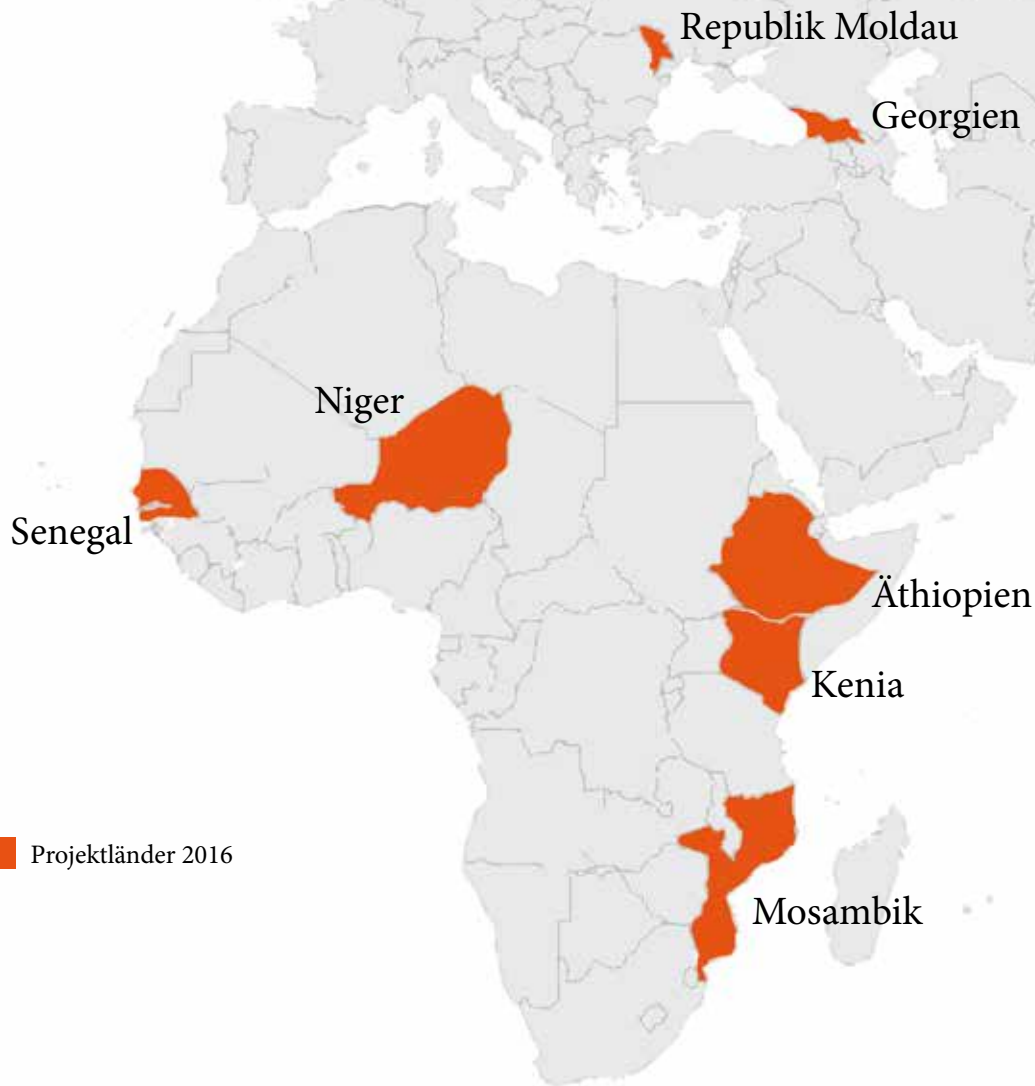 Republik Moldau
Georgien
Niger
Senegal
Äthiopien
Kenia
Projektländer 2016
Mosambik